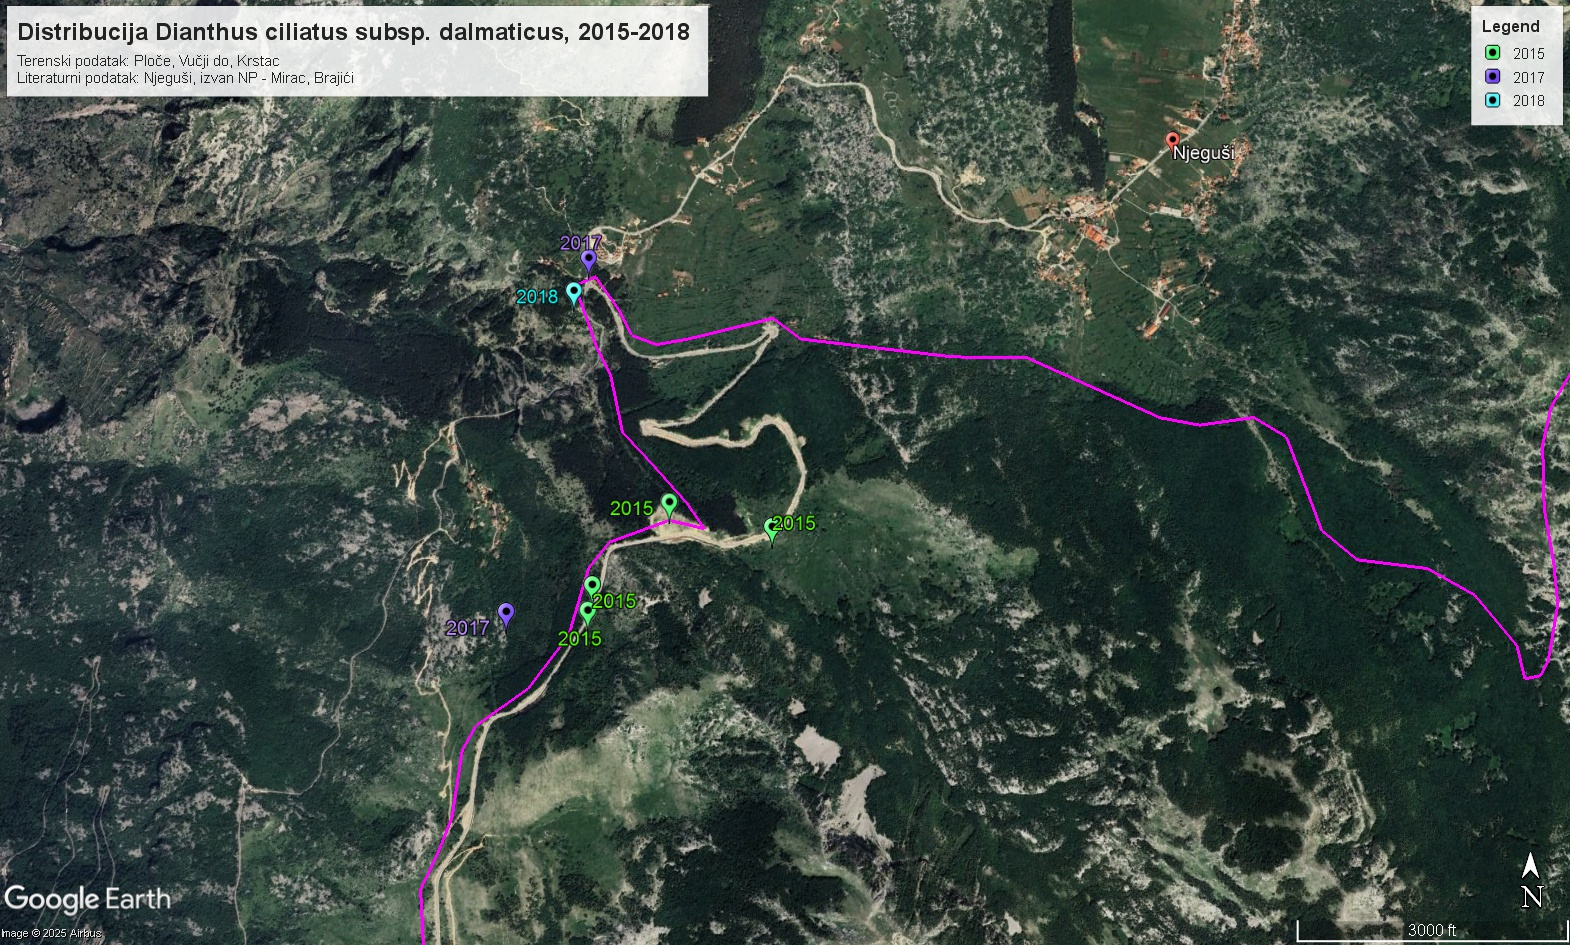 Distribucija Dianthus ciliatus subsp. dalmaticus, 2015-2018
Terenski podatak: Ploče, Vučji do, Krstac
Literaturni podatak: Njeguši, izvan NP - Mirac, Brajići
Legend
2015
2017
2018
Njeguši
2017
2018
2015
2015
2015
2017
2015
Google Earth
Image © 2025 Airbus
N
3000 ft